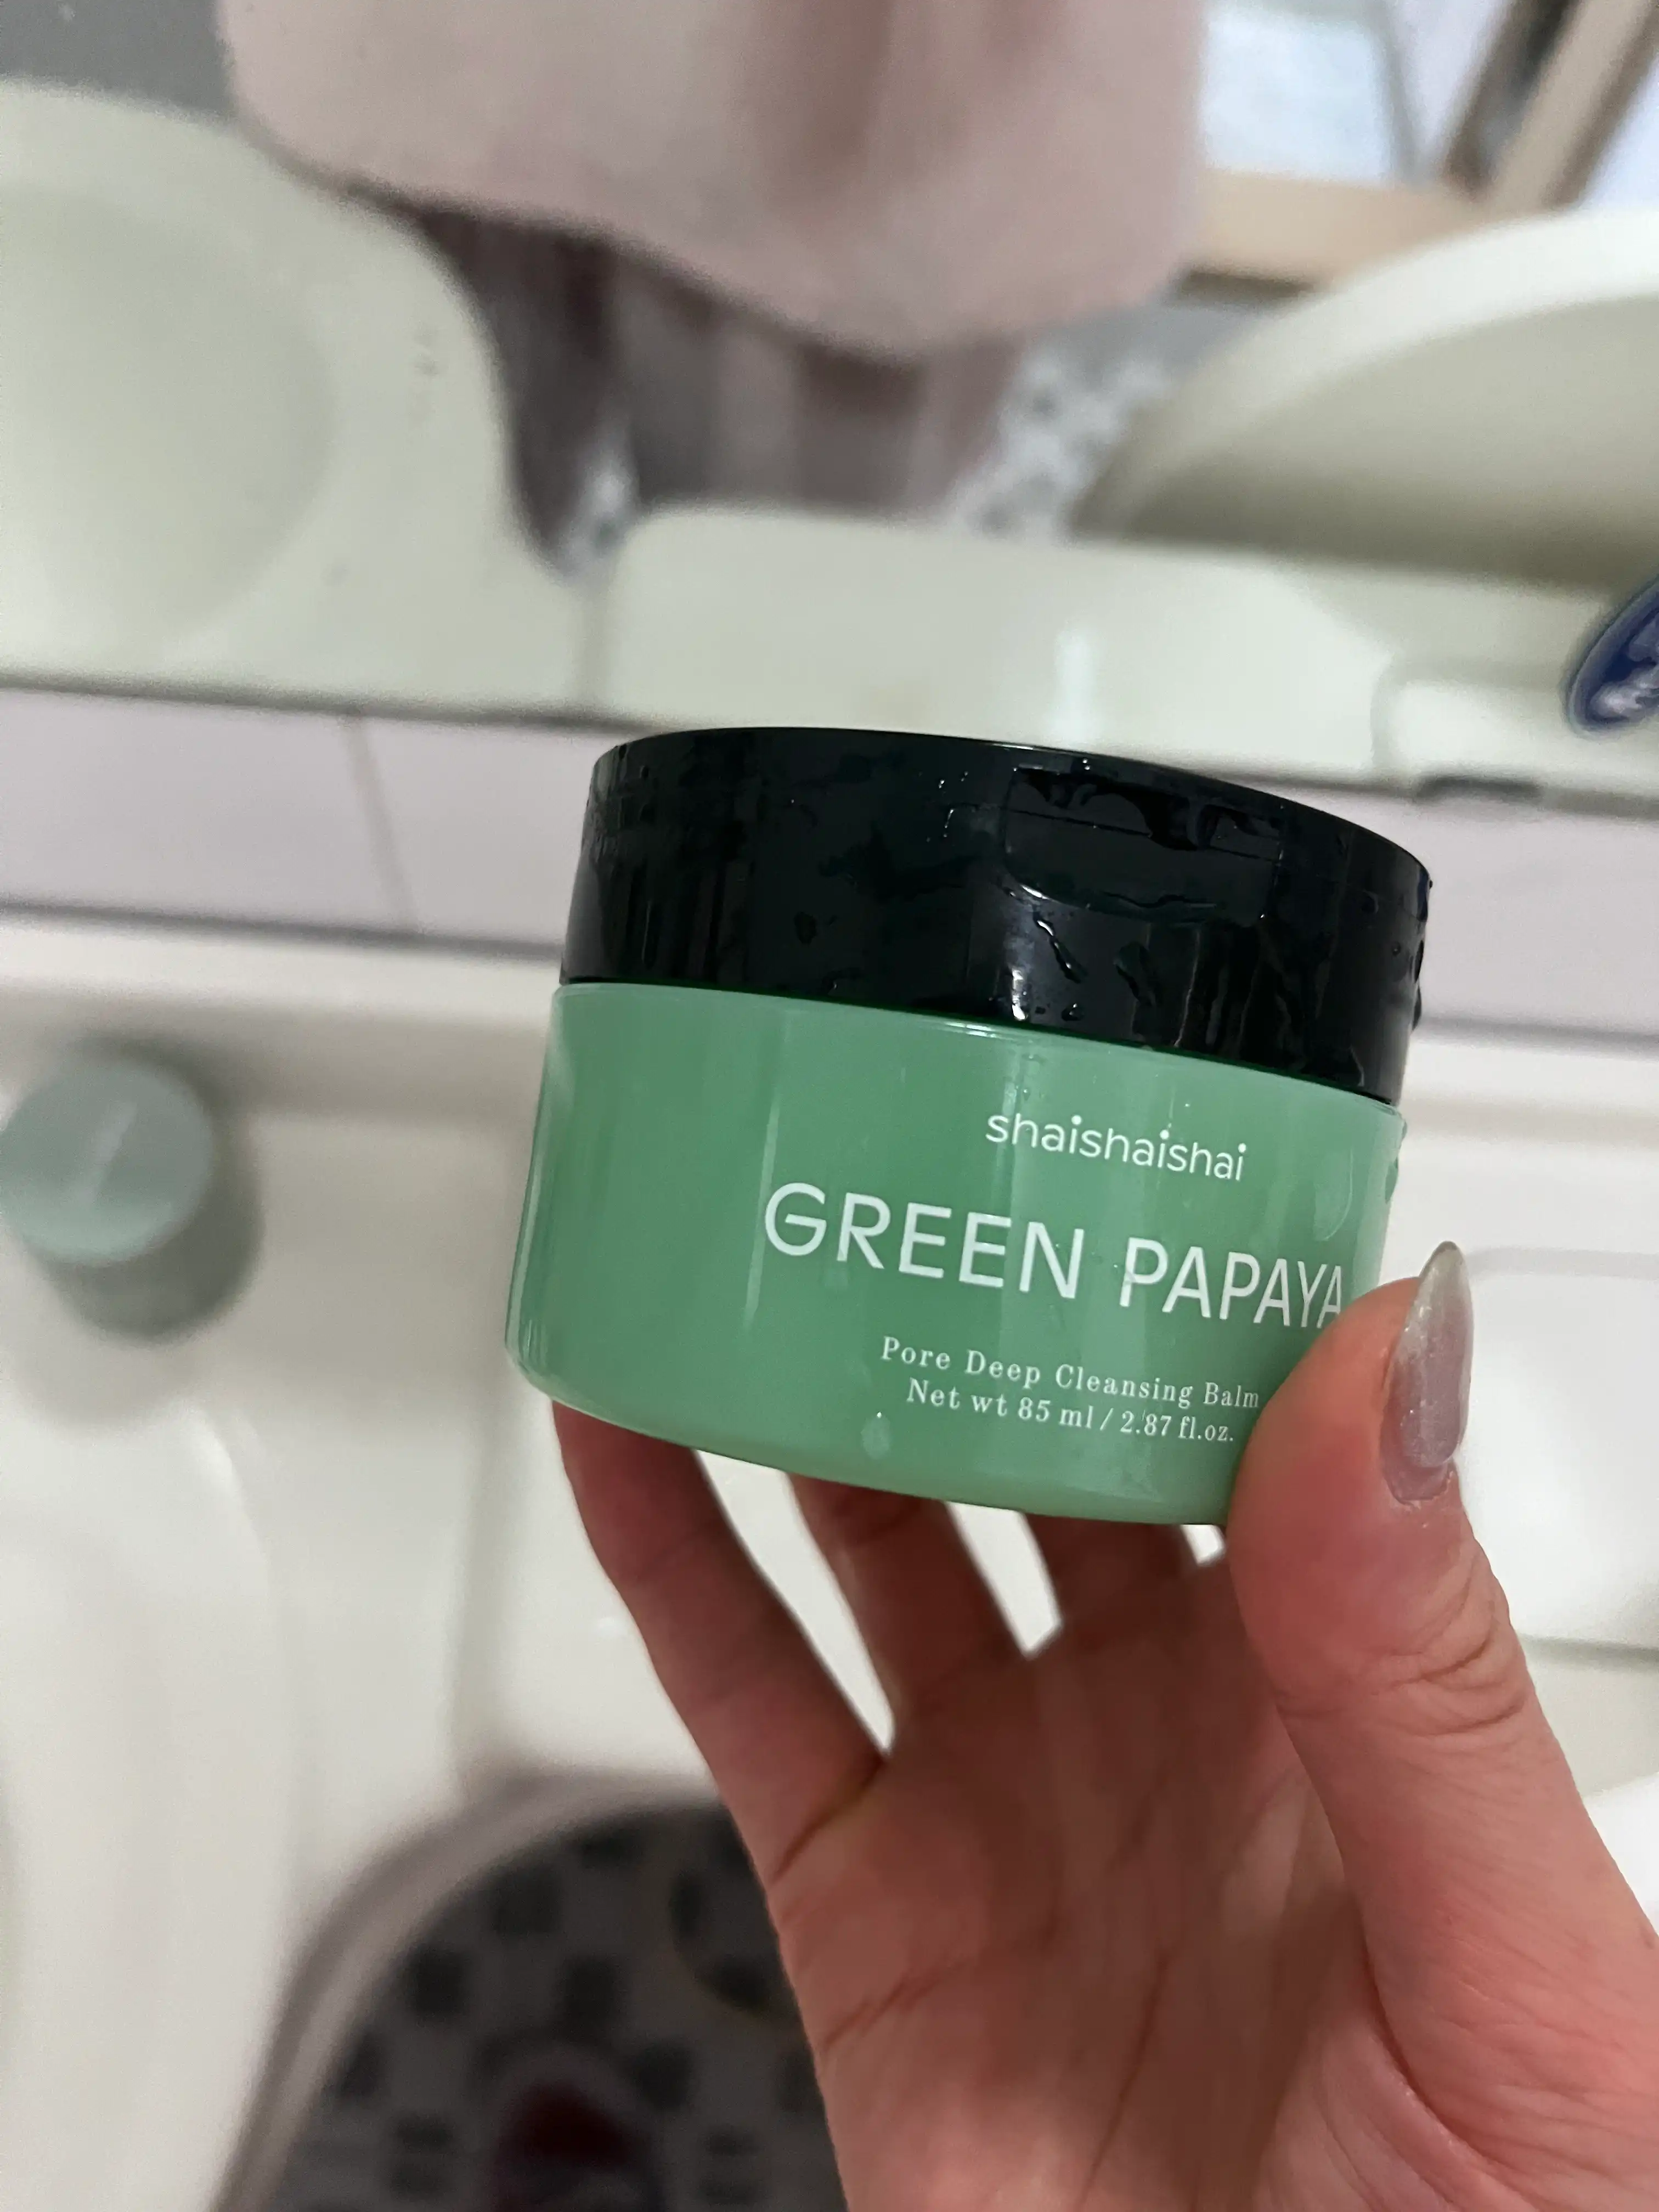 shaishaishai
GREEN PAPAYA
Pore Deep Cleansing Balm
Net wt 85 ml / 2.87 fl.oz.